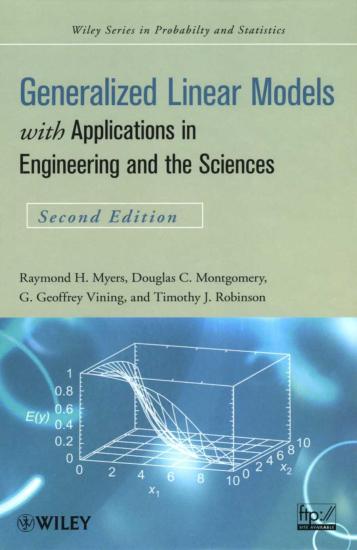 Wiley Series in Probabilty and Statistics
Generalized Linear Models
with Applications in
Engineering and the Sciences
Second Edition
Raymond H. Myers, Douglas C. Montgomery,
G. Geoffrey Vining, and Timothy J. Robinson
1
0.8
0.6
E(y) 0.4
0.2
0
0 2 4 6 8 10
x1
0 2 4 6 8 10
x2
WILEY
ftp://
SITE AVAILABLE